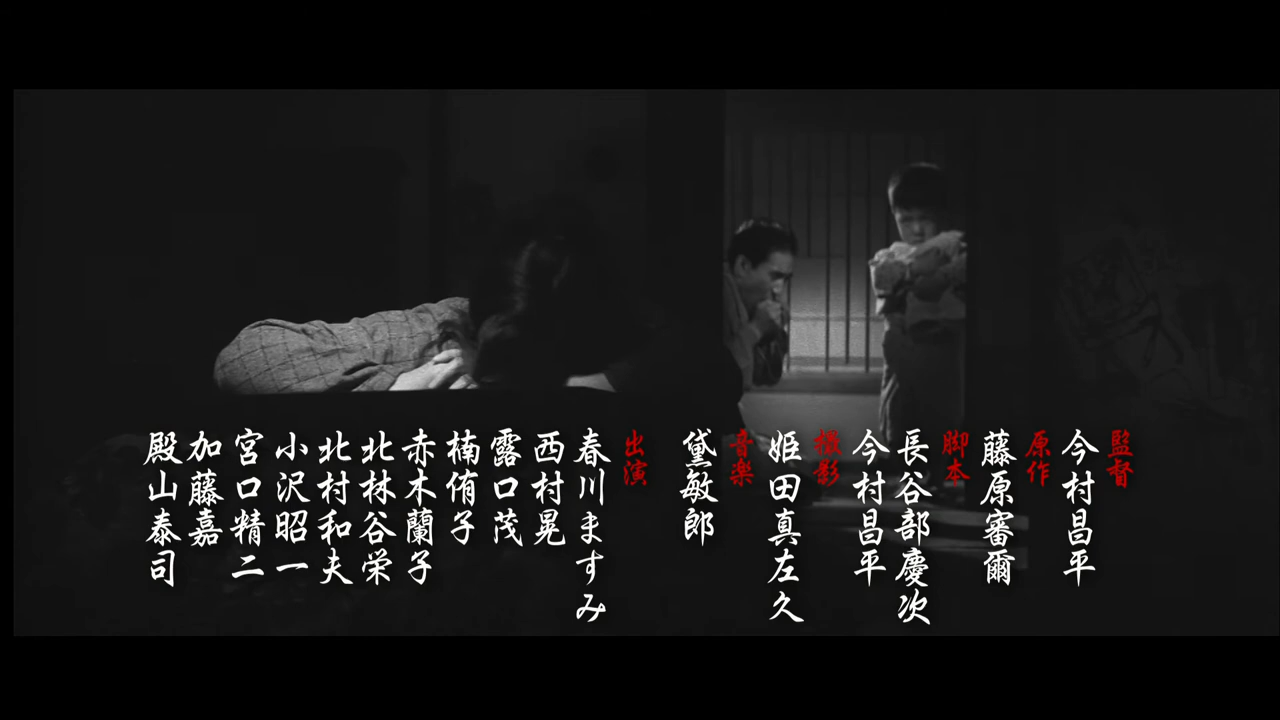 監督
今村昌平
原作
藤原審爾
脚本
長谷部慶次
今村昌平
撮影
姫田真左久
音楽
黛敏郎
出演
春川ますみ
西村晃
露口茂
楠侑子
赤木蘭子
北林谷栄
北村和夫
小沢昭一
宮口精二
加藤嘉
殿山泰司